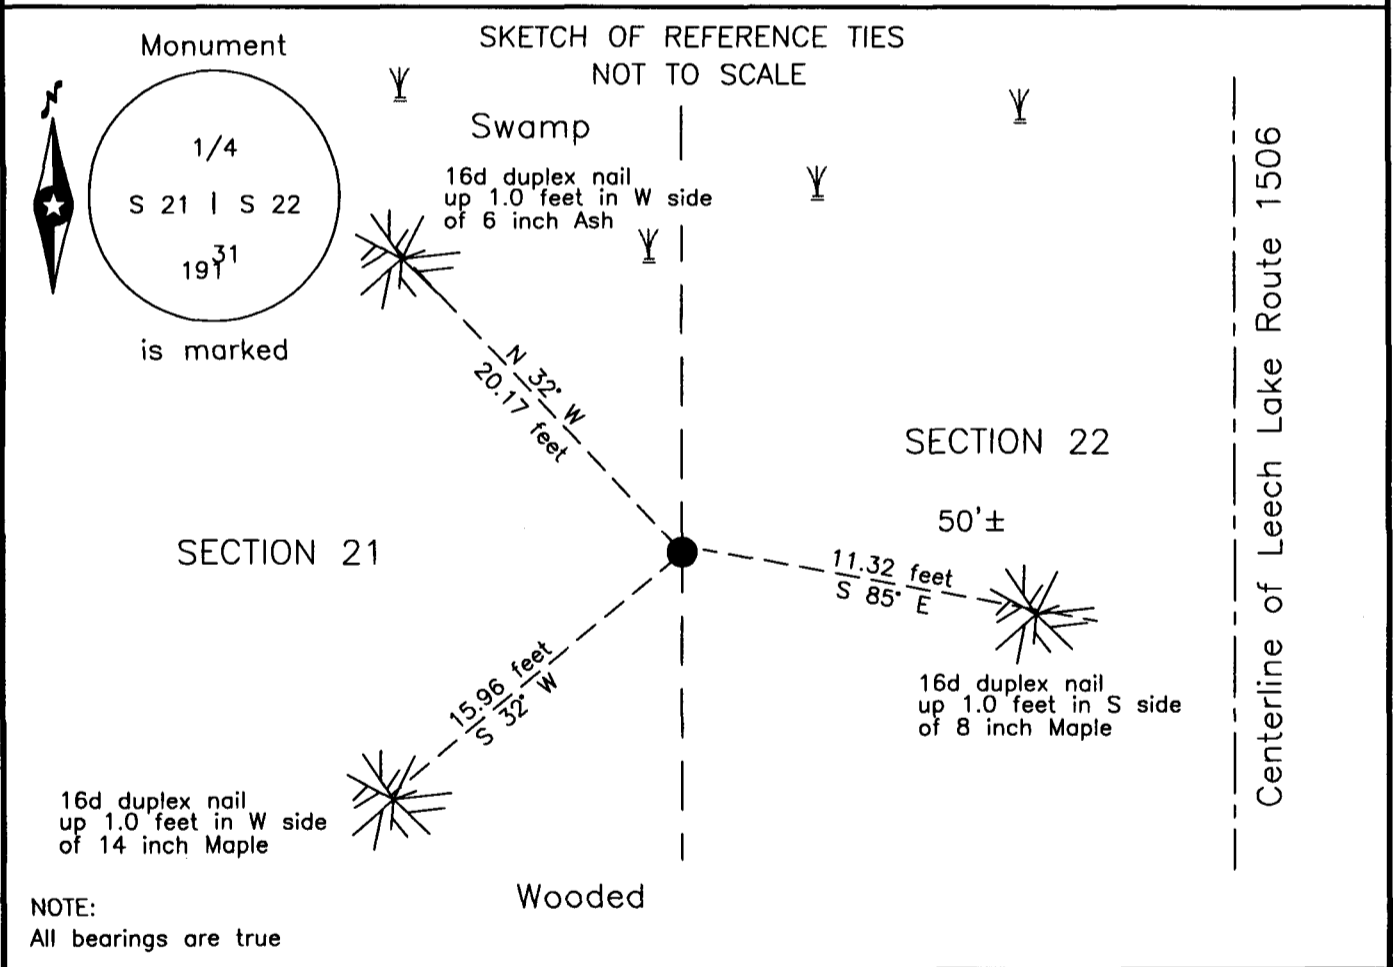 SKETCH OF REFERENCE TIES
NOT TO SCALE
Monument
N
1/4
S 21 | S 22
1931
is marked
Swamp
16d duplex nail
up 1.0 feet in W side
of 6 inch Ash
N 32° W
20.17 feet
SECTION 22
50'±
SECTION 21
11.32 feet
S 85° E
16d duplex nail
up 1.0 feet in S side
of 8 inch Maple
15.96 feet
S 32° W
16d duplex nail
up 1.0 feet in W side
of 14 inch Maple
Wooded
Centerline of Leech Lake Route 1506
NOTE:
All bearings are true